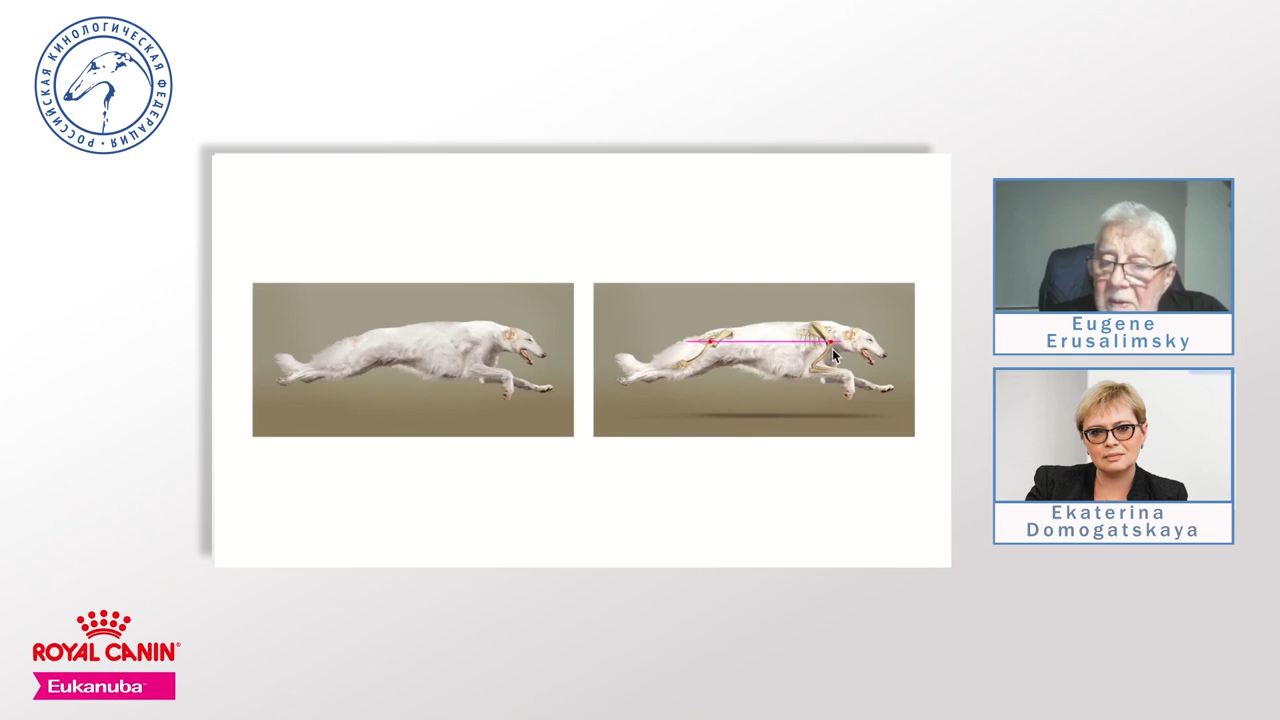 РОССИЙСКАЯ КИНОЛОГИЧЕСКАЯ ФЕДЕРАЦИЯ
Eugene
Erusalimsky
Ekaterina
Domogatskaya
ROYAL CANIN
Eukanuba